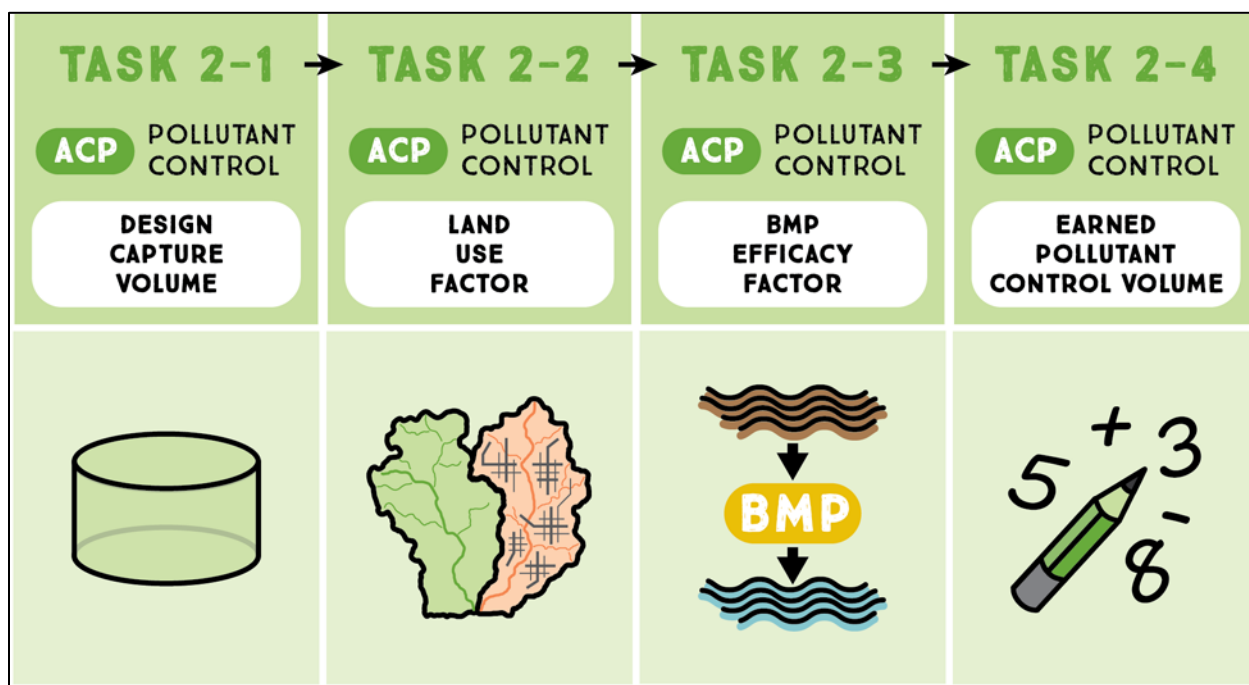 TASK 2-1
TASK 2-2
TASK 2-3
TASK 2-4
ACP
POLLUTANT
CONTROL
ACP
POLLUTANT
CONTROL
ACP
POLLUTANT
CONTROL
ACP
POLLUTANT
CONTROL
DESIGN
CAPTURE
VOLUME
LAND
USE
FACTOR
BMP
EFFICACY
FACTOR
EARNED
POLLUTANT
CONTROL VOLUME
BMP
5 + 3
- 8